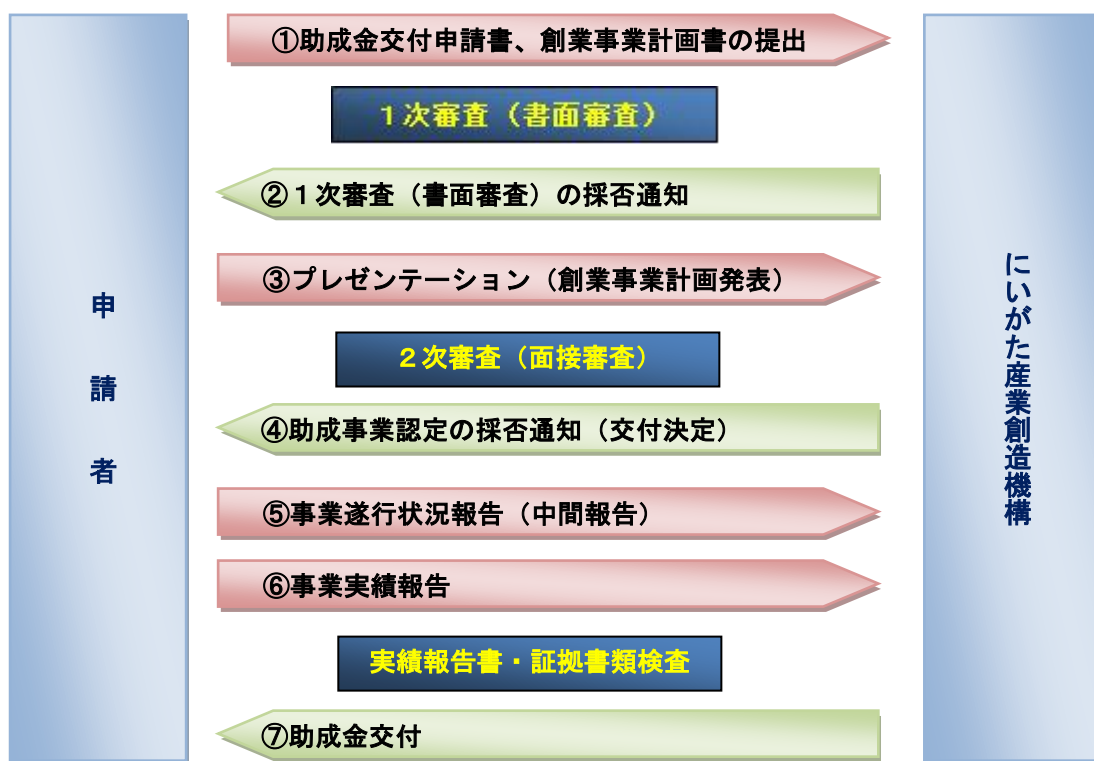 ①助成金交付申請書、創業事業計画書の提出
1次審査（書面審査）
②1次審査（書面審査）の採否通知
③プレゼンテーション（創業事業計画発表）
2次審査（面接審査）
④助成事業認定の採否通知（交付決定）
⑤事業遂行状況報告（中間報告）
⑥事業実績報告
実績報告書・証拠書類検査
⑦助成金交付
申請者
にいがた産業創造機構